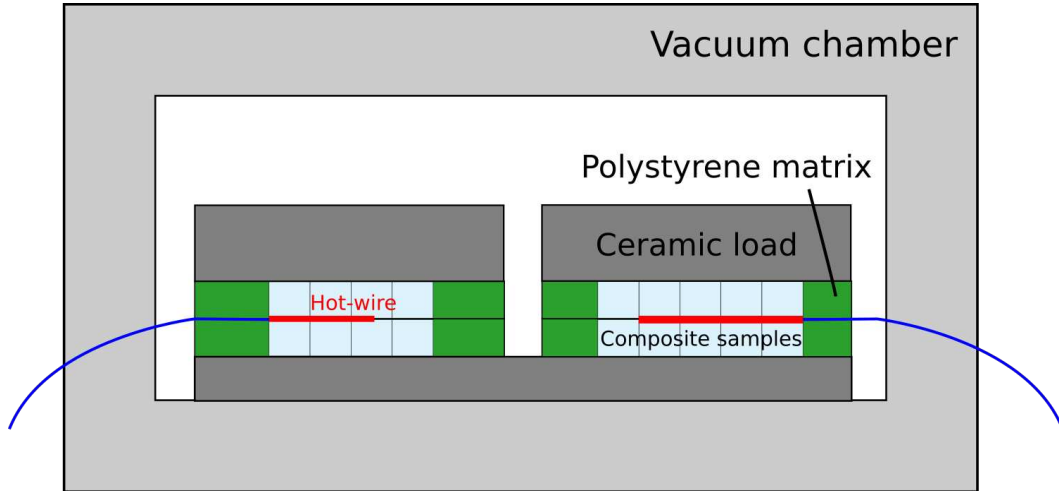 Vacuum chamber
Polystyrene matrix
Ceramic load
Hot-wire
Composite samples